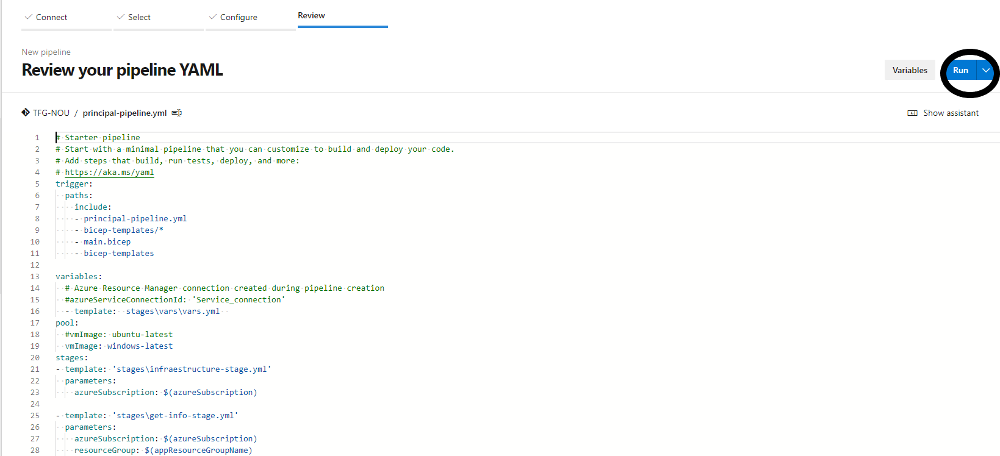 Connect
Select
Configure
Review
New pipeline
Review your pipeline YAML
Variables
Run
TFG-NOU / principal-pipeline.yml
Show assistant
1 # Starter pipeline
2 # Start with a minimal pipeline that you can customize to build and deploy your code.
3 # Add steps that build, run tests, deploy, and more:
4 # https://aka.ms/yaml
5 trigger:
6   paths:
7     include:
8     - principal-pipeline.yml
9     - bicep-templates/*
10     - main.bicep
11     - bicep-templates
12
13 variables:
14   # Azure Resource Manager connection created during pipeline creation
15   #azureServiceConnectionId: 'Service_connection'
16   - template:  stages\vars\vars.yml
17 pool:
18   #vmImage: ubuntu-latest
19   vmImage: windows-latest
20 stages:
21 - template: 'stages\infraestructure-stage.yml'
22   parameters:
23     azureSubscription: $(azureSubscription)
24
25 - template: 'stages\get-info-stage.yml'
26   parameters:
27     azureSubscription: $(azureSubscription)
28     resourceGroup: $(appResourceGroupName)